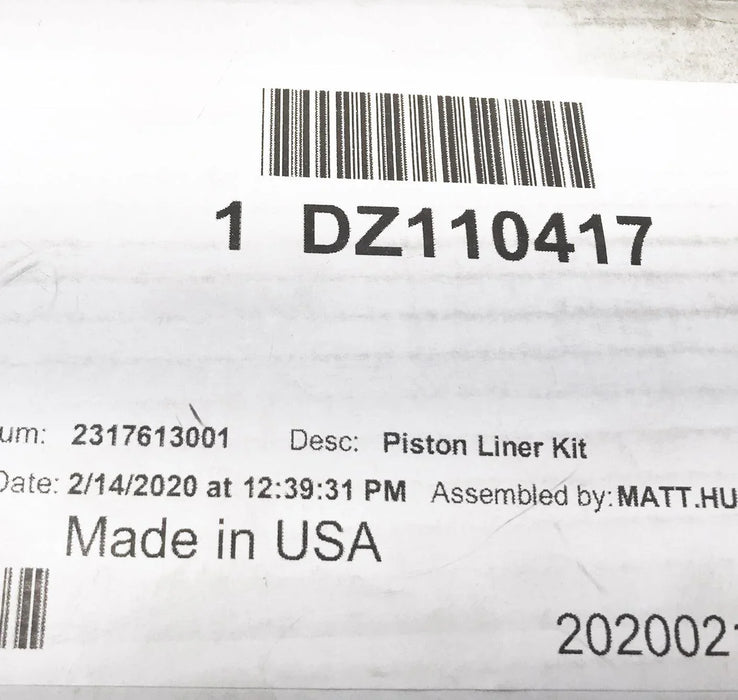 1 DZ110417
um: 2317613001 Desc: Piston Liner Kit
Date: 2/14/2020 at 12:39:31 PM Assembled by: MATT.HU
Made in USA
2020021